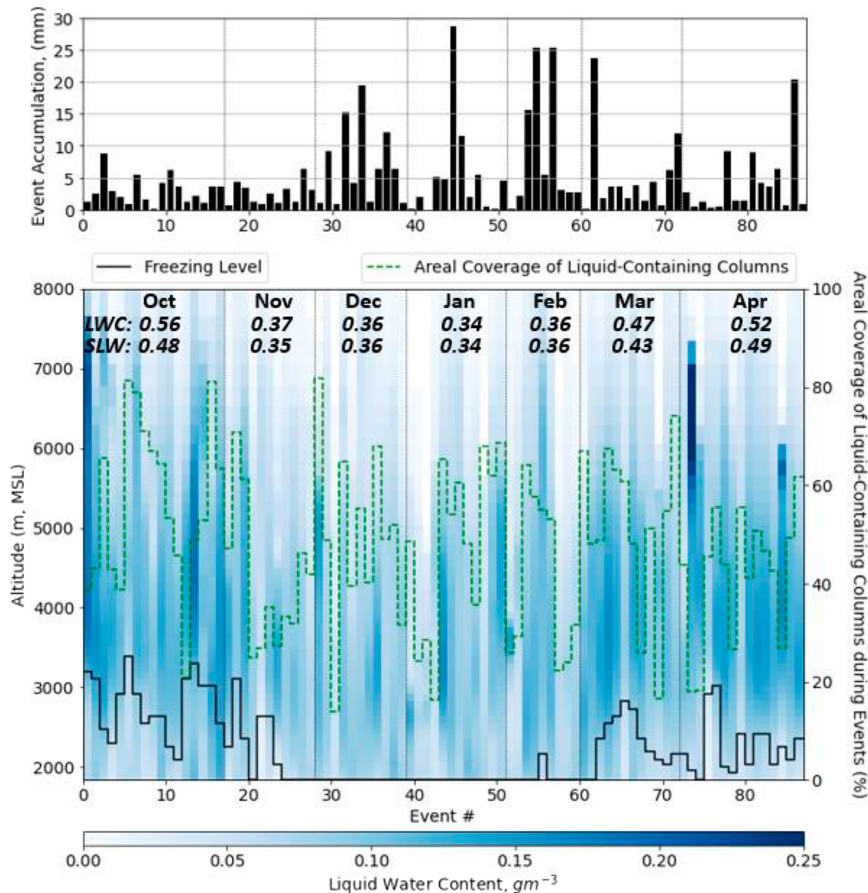 30
25
20
15
10
5
0
Event Accumulation, (mm)
0 10 20 30 40 50 60 70 80
Freezing Level
Areal Coverage of Liquid-Containing Columns
Oct Nov Dec Jan Feb Mar Apr
LWC: 0.56 0.37 0.36 0.34 0.36 0.47 0.52
SLW: 0.48 0.35 0.36 0.34 0.36 0.43 0.49
8000
7000
6000
5000
4000
3000
2000
Altitude (m, MSL)
100
80
60
40
20
0
Areal Coverage of Liquid-Containing Columns during Events (%)
0 10 20 30 40 50 60 70 80
Event #
0.00 0.05 0.10 0.15 0.20 0.25
Liquid Water Content, gm⁻³